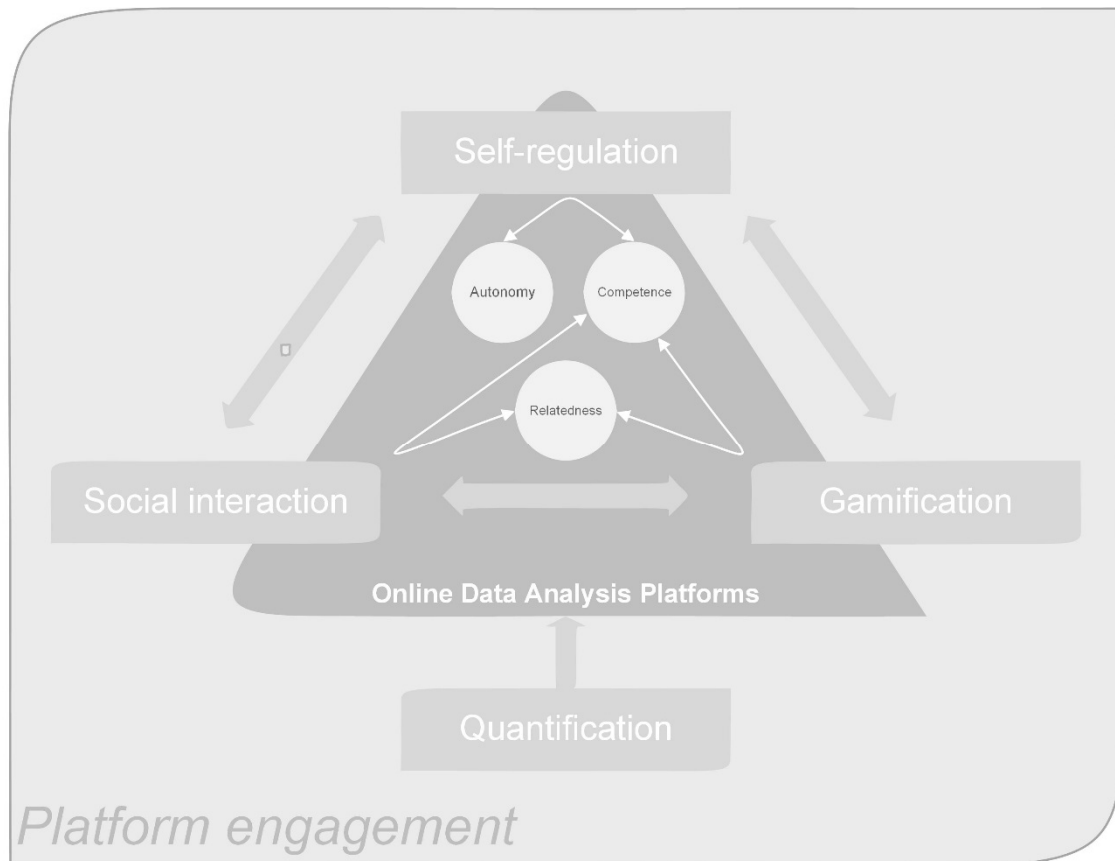 Self-regulation
Autonomy
Competence
Relatedness
Social interaction
Gamification
Online Data Analysis Platforms
Quantification
Platform engagement